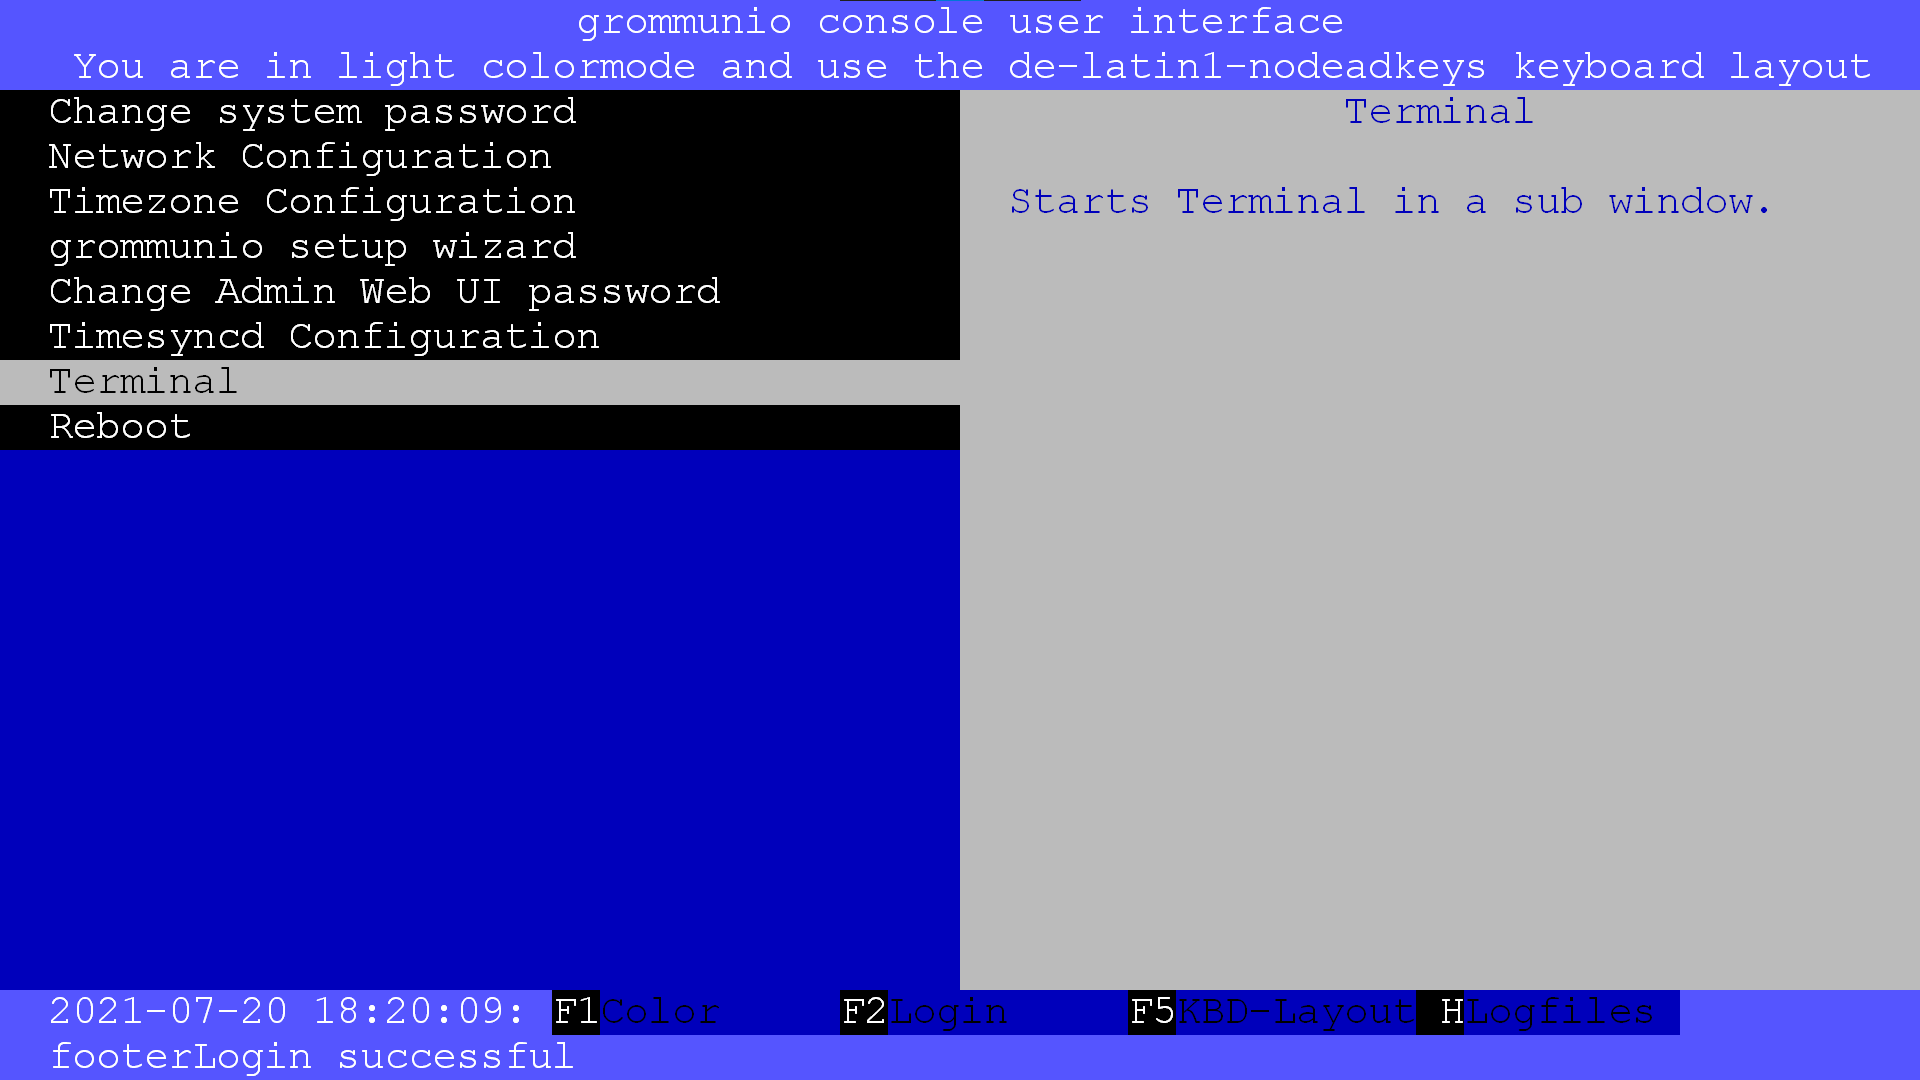 grommunio console user interface
You are in light colormode and use the de-latin1-nodeadkeys keyboard layout
Change system password
Network Configuration
Timezone Configuration
grommunio setup wizard
Change Admin Web UI password
Timesyncd Configuration
Terminal
Reboot
Terminal
Starts Terminal in a sub window.
2021-07-20 18:20:09: F1Color F2Login F5KBD-Layout HLogfiles
footerLogin successful